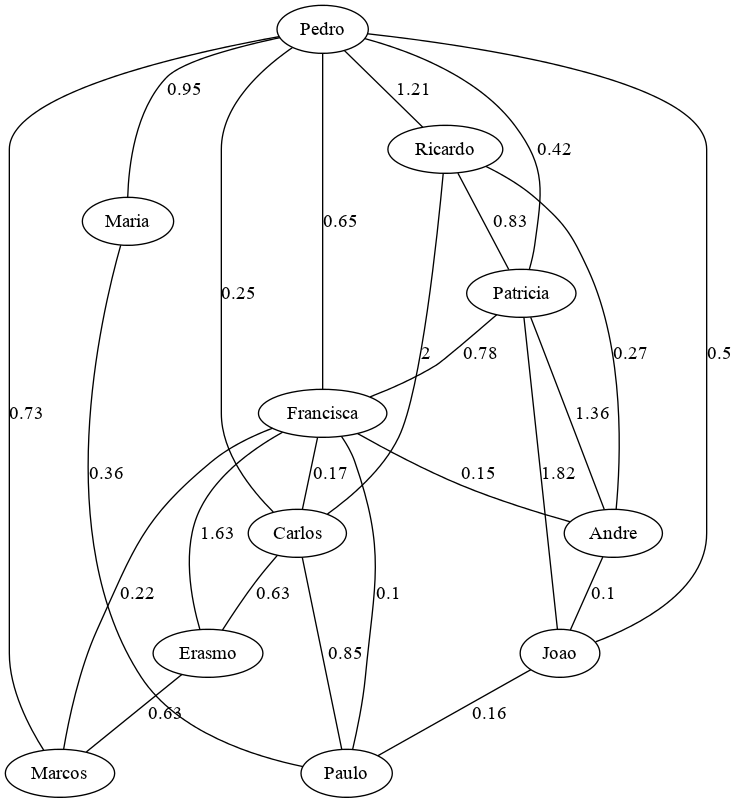 Pedro
0.95
1.21
Ricardo
0.42
Maria
0.65
0.83
0.25
Patricia
2
0.78
0.27
0.5
0.73
Francisca
1.36
0.36
0.17
0.15
1.82
1.63
Carlos
Andre
0.22
0.63
0.1
0.1
Erasmo
0.85
Joao
0.63
0.16
Marcos
Paulo